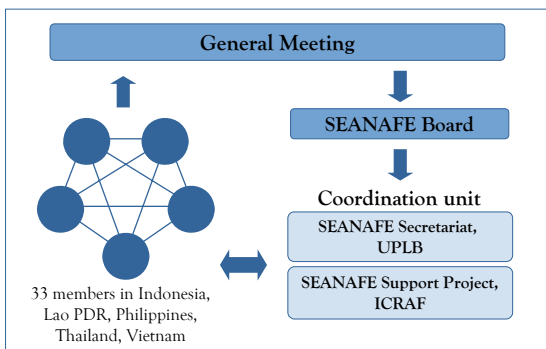 General Meeting
SEANAFE Board
Coordination unit
SEANAFE Secretariat,
UPLB
SEANAFE Support Project,
ICRAF
33 members in Indonesia,
Lao PDR, Philippines,
Thailand, Vietnam